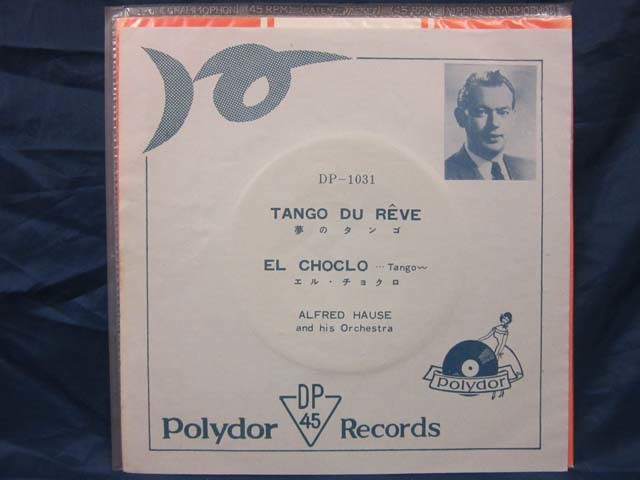 DP-1031
TANGO DU RÊVE
夢のタンゴ
EL CHOCLO …Tango~
エル・チョクロ
ALFRED HAUSE
and his Orchestra
Polydor
DP
45
Polydor Records